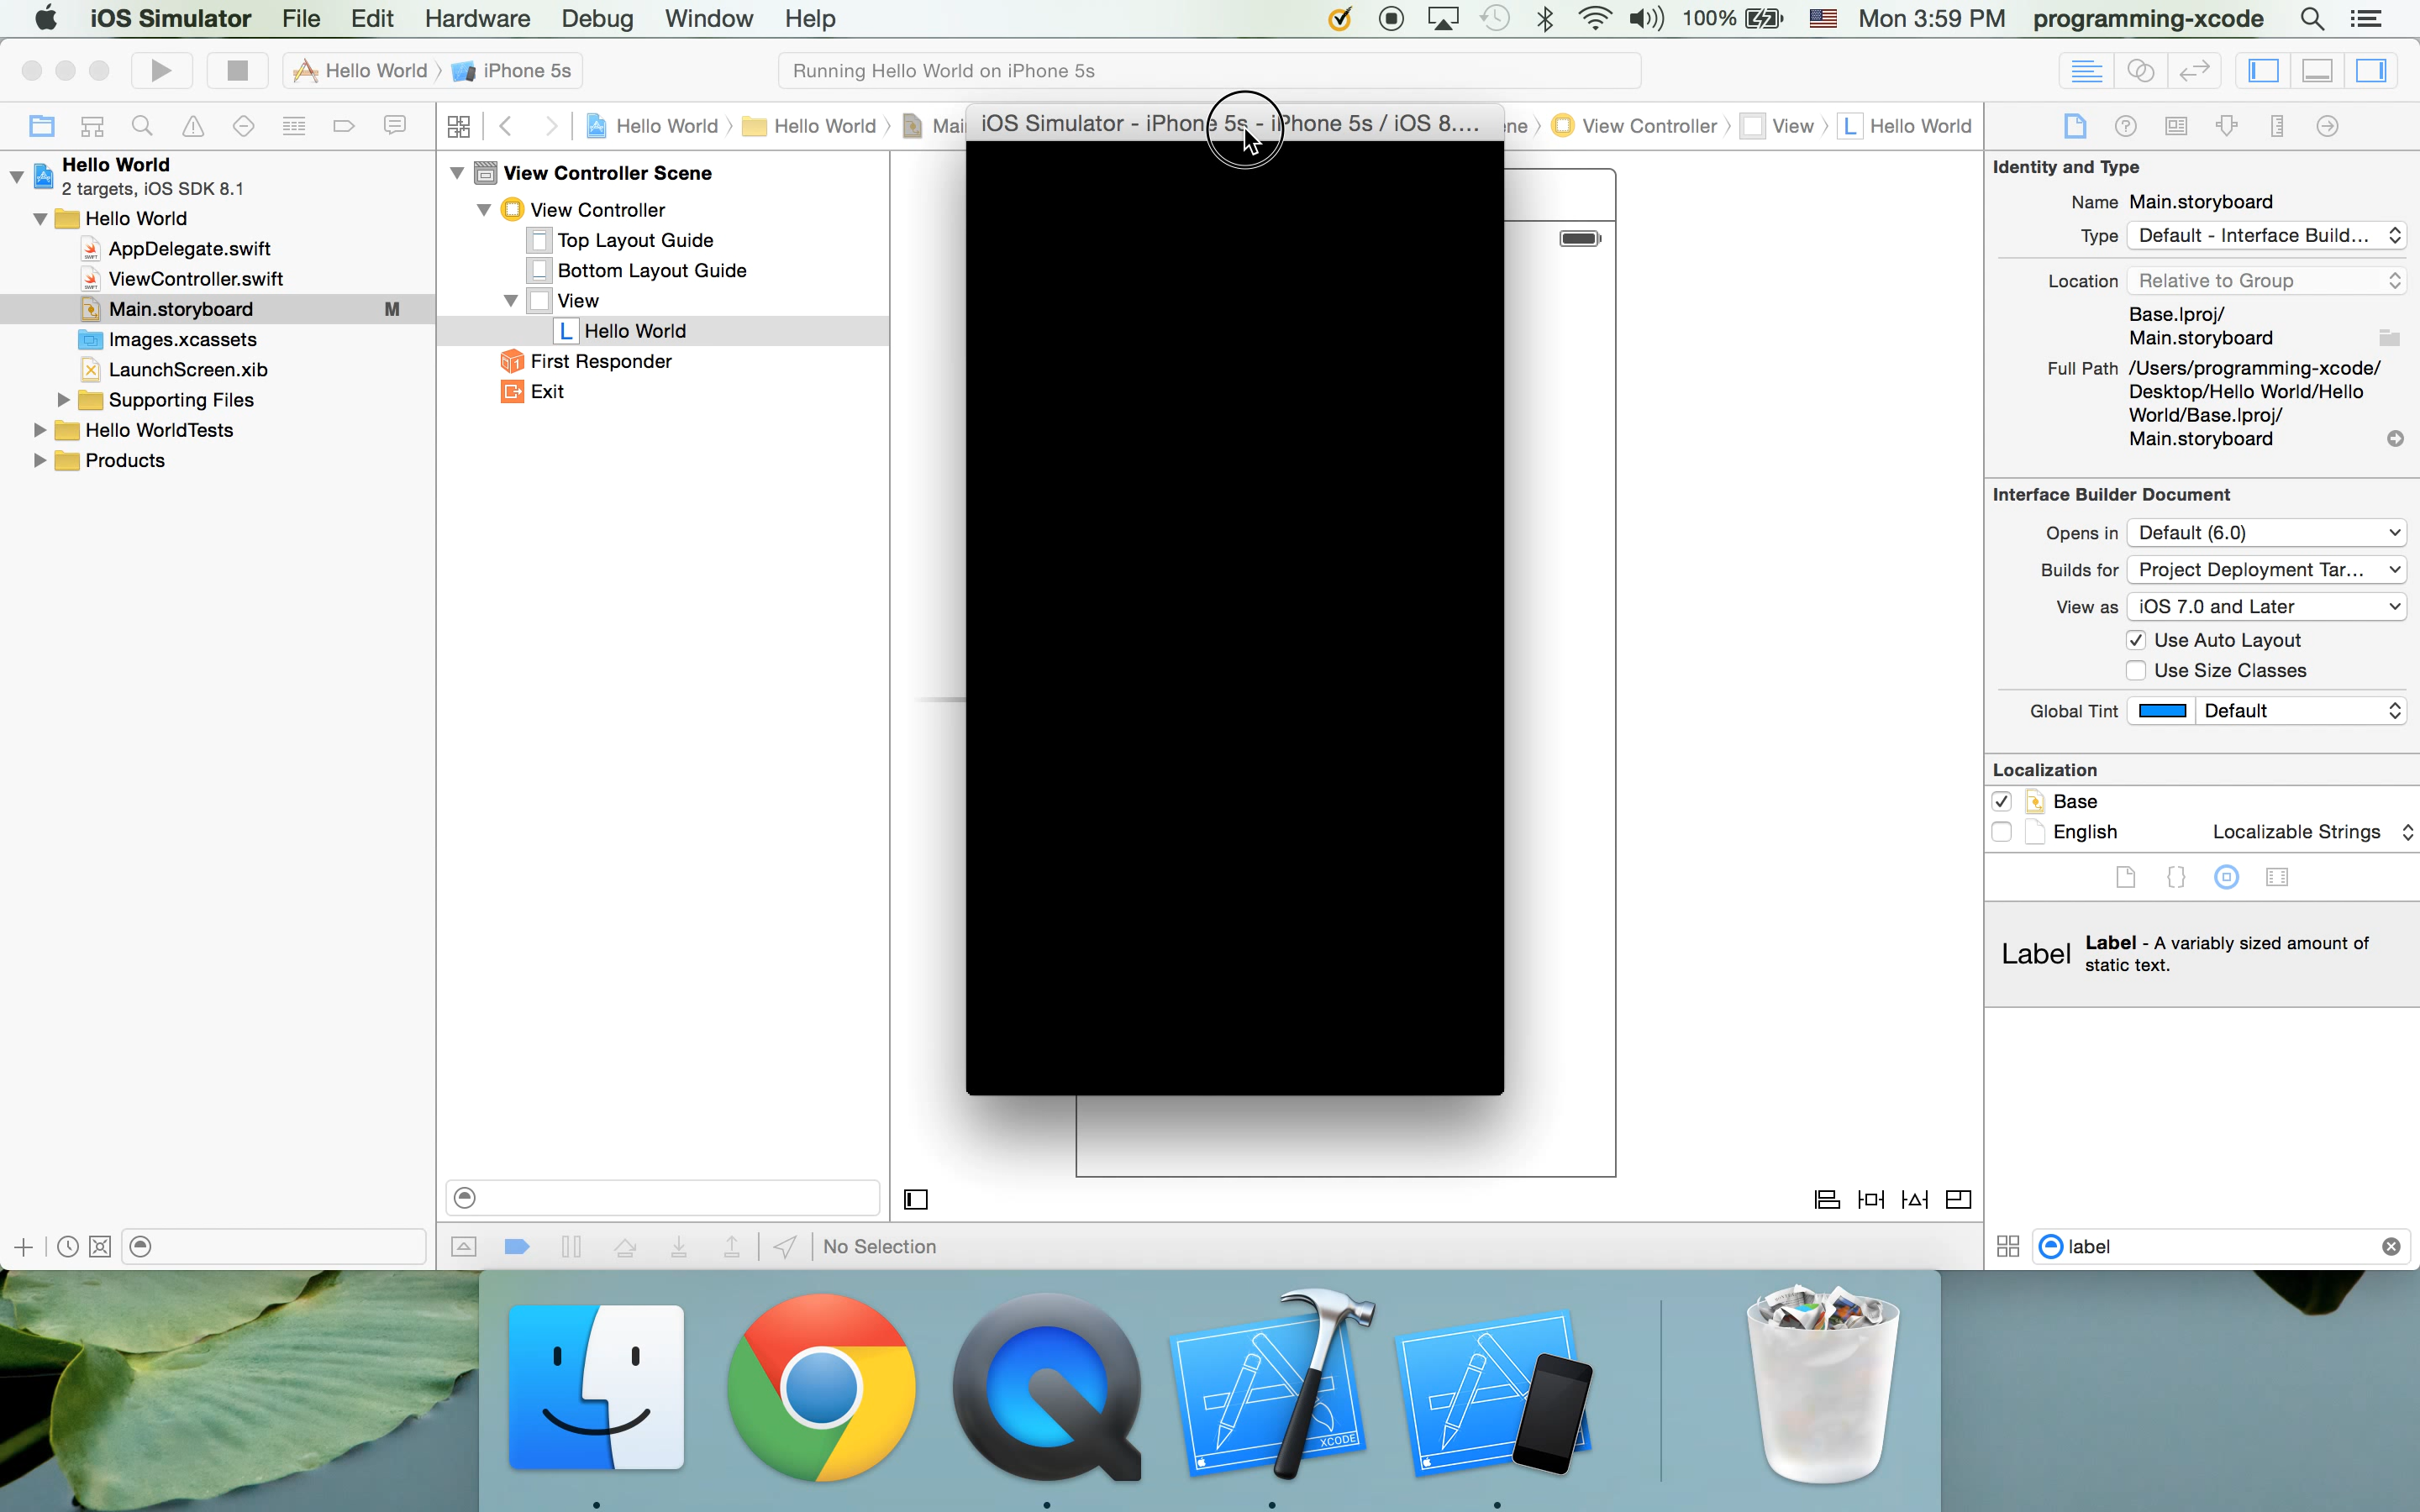 iOS Simulator File Edit Hardware Debug Window Help 100% Mon 3:59 PM programming-xcode
Hello World iPhone 5s Running Hello World on iPhone 5s
Hello World Hello World Mai
iOS Simulator - iPhone 5s - iPhone 5s / iOS 8....
ne View Controller View L Hello World
Hello World
2 targets, iOS SDK 8.1
Hello World
AppDelegate.swift
ViewController.swift
Main.storyboard M
Images.xcassets
LaunchScreen.xib
Supporting Files
Hello WorldTests
Products
View Controller Scene
View Controller
Top Layout Guide
Bottom Layout Guide
View
L Hello World
First Responder
Exit
No Selection
Identity and Type
Name Main.storyboard
Type Default - Interface Build...
Location Relative to Group
Base.lproj/
Main.storyboard
Full Path /Users/programming-xcode/
Desktop/Hello World/Hello
World/Base.lproj/
Main.storyboard
Interface Builder Document
Opens in Default (6.0)
Builds for Project Deployment Tar...
View as iOS 7.0 and Later
Use Auto Layout
Use Size Classes
Global Tint Default
Localization
Base
English Localizable Strings
Label Label - A variably sized amount of
static text.
label
XCODE